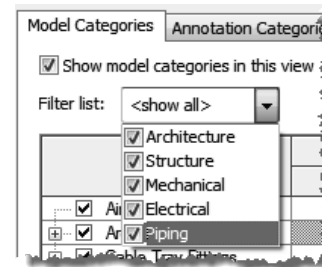 Model Categories Annotation Categori
Show model categories in this view
Filter list: <show all>
Architecture
Structure
Mechanical
Ai Electrical
Ar Piping
Cable Tray Fittings